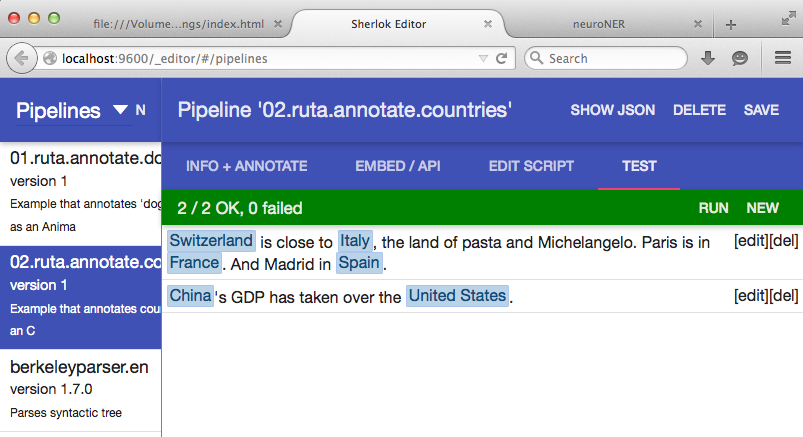 file:///Volume...ngs/index.html
Sherlok Editor
neuroNER
localhost:9600/_editor/#/pipelines
Search
Pipelines
N
Pipeline '02.ruta.annotate.countries'
SHOW JSON
DELETE
SAVE
INFO + ANNOTATE
EMBED / API
EDIT SCRIPT
TEST
2 / 2 OK, 0 failed
RUN
NEW
01.ruta.annotate.do
version 1
Example that annotates 'dog
as an Anima
02.ruta.annotate.co
version 1
Example that annotates cou
an C
berkeleyparser.en
version 1.7.0
Parses syntactic tree
Switzerland is close to Italy, the land of pasta and Michelangelo. Paris is in
[edit][del]
France. And Madrid in Spain.
China's GDP has taken over the United States.
[edit][del]